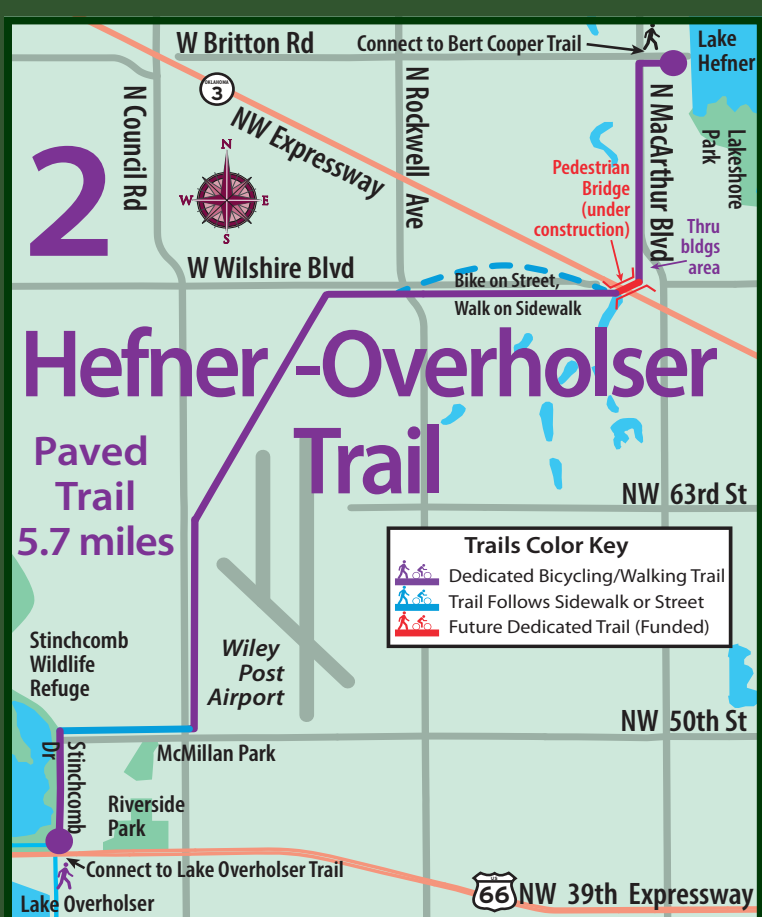 W Britton Rd
Connect to Bert Cooper Trail
Lake
Hefner
OKLAHOMA
3
NW Expressway
N Council Rd
N Rockwell Ave
N MacArthur Blvd
Lakeshore
Park
2
N
W
E
S
Pedestrian
Bridge
(under
construction)
Thru
bldgs
area
W Wilshire Blvd
Bike on Street,
Walk on Sidewalk
Hefner-Overholser
Trail
Paved
Trail
5.7 miles
NW 63rd St
Trails Color Key
Dedicated Bicycling/Walking Trail
Trail Follows Sidewalk or Street
Future Dedicated Trail (Funded)
Stinchcomb
Wildlife
Refuge
Wiley
Post
Airport
NW 50th St
Stinchcomb
Dr
McMillan Park
Riverside
Park
Connect to Lake Overholser Trail
Lake Overholser
US
66
NW 39th Expressway